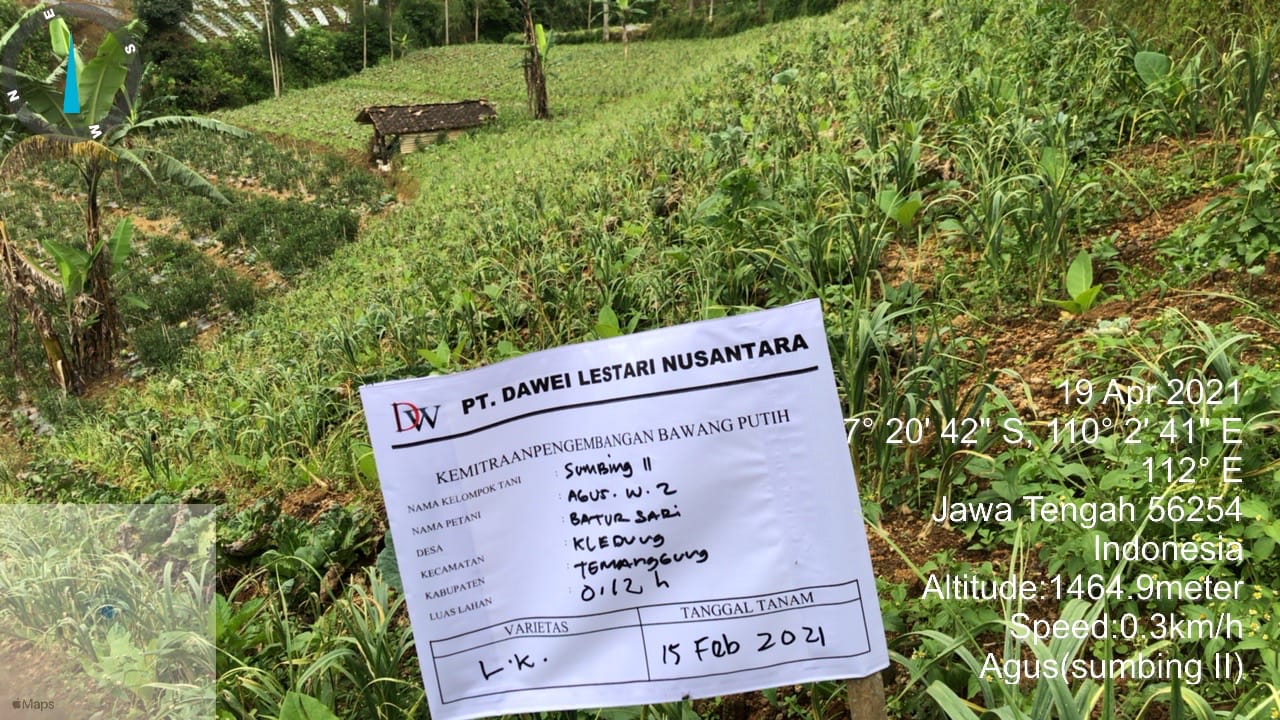 E
S
N
W
DW PT. DAWEI LESTARI NUSANTARA
KEMITRAANPENGEMBANGAN BAWANG PUTIH
NAMA KELOMPOK TANI : Sumbing II
NAMA PETANI : AGUS. W. 2
DESA : BATUR SARI
KECAMATAN : KLEDUNG
KABUPATEN : TEMANGGUNG
LUAS LAHAN 0,12 h
VARIETAS TANGGAL TANAM
L.K. 15 Feb 2021
19 Apr 2021
7° 20' 42" S, 110° 2' 41" E
112° E
Jawa Tengah 56254
Indonesia
Altitude:1464.9meter
Speed:0.3km/h
Agus(sumbing II)
Maps